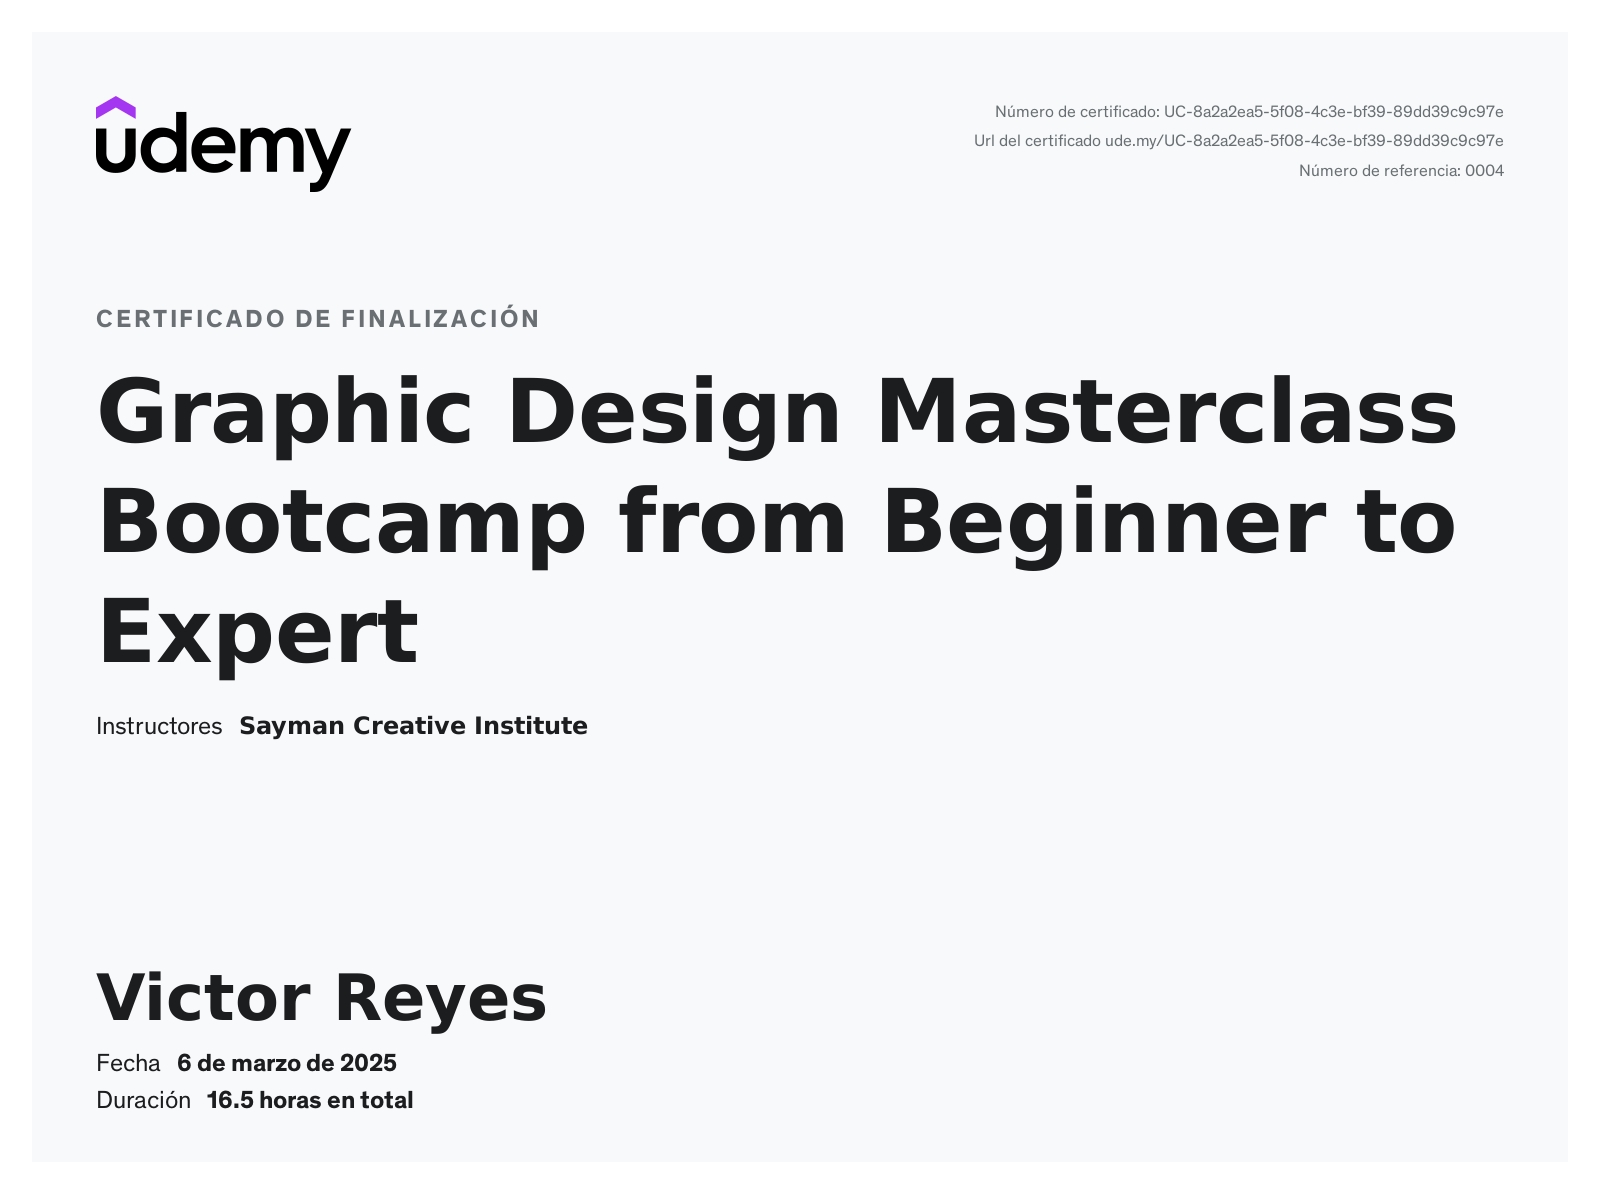 udemy
Número de certificado: UC-8a2a2ea5-5f08-4c3e-bf39-89dd39c9c97e
Url del certificado ude.my/UC-8a2a2ea5-5f08-4c3e-bf39-89dd39c9c97e
Número de referencia: 0004
CERTIFICADO DE FINALIZACIÓN
Graphic Design Masterclass
Bootcamp from Beginner to
Expert
Instructores Sayman Creative Institute
Victor Reyes
Fecha 6 de marzo de 2025
Duración 16.5 horas en total